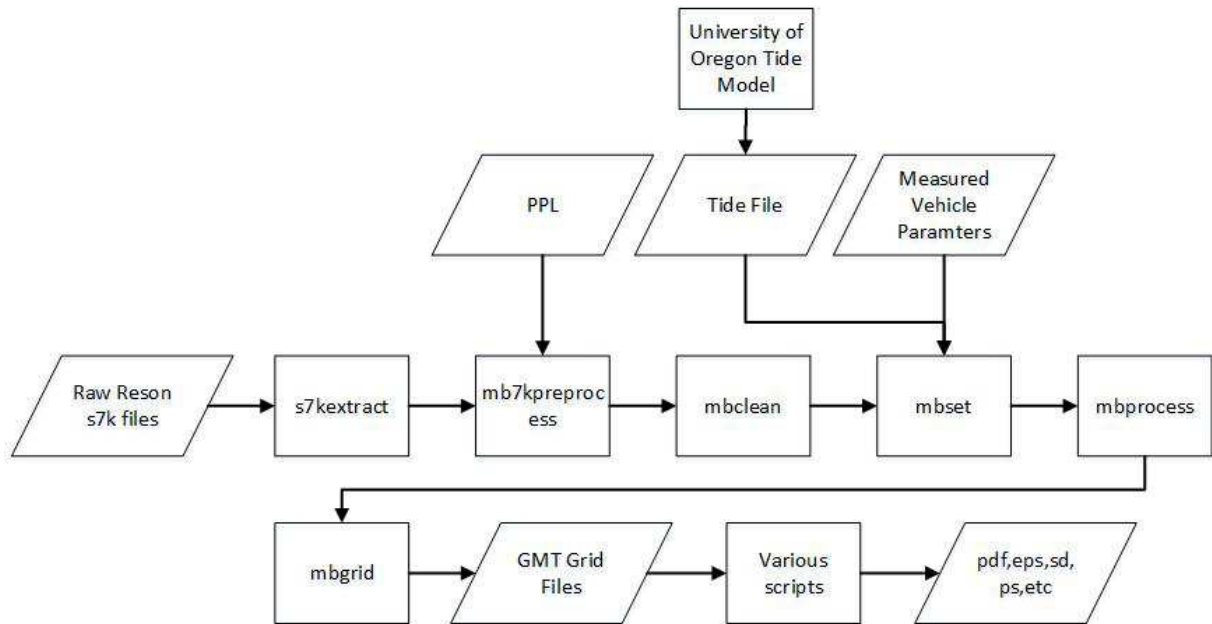 University of
Oregon Tide
Model
PPL
Tide File
Measured
Vehicle
Paramters
Raw Reson
s7k files
s7kextract
mb7kpreproc
ess
mbclean
mbset
mbprocess
mbgrid
GMT Grid
Files
Various
scripts
pdf,eps,sd,
ps,etc